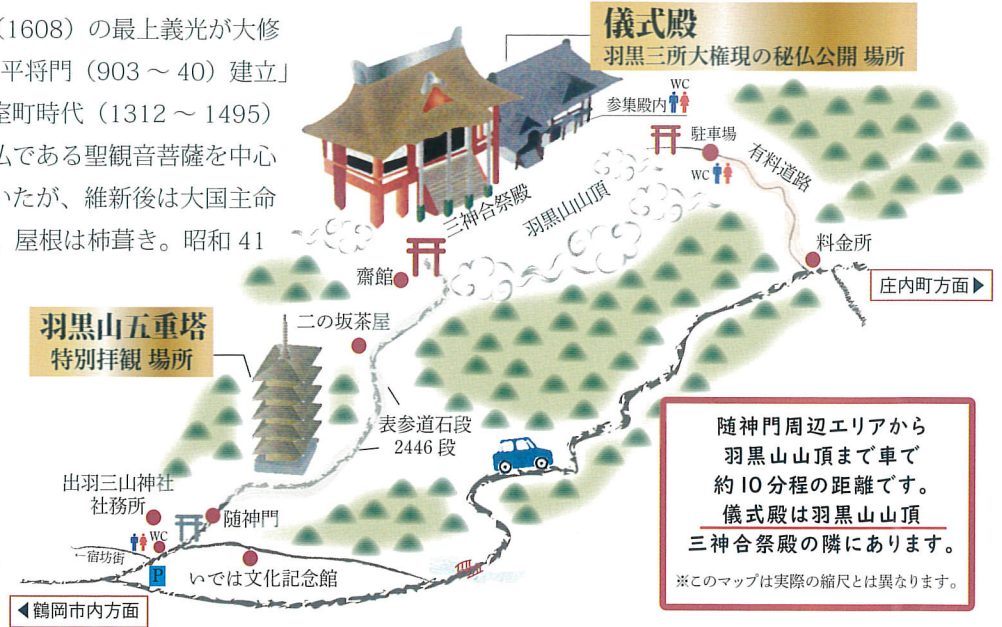 (1608)の最上義光が大修
平将門(903~40)建立」
室町時代(1312~1495)
仏である聖観音菩薩を中心
いたが、維新後は大国主命
屋根は柿葺き。昭和41
儀式殿
羽黒三所大権現の秘仏公開 場所
WC
参集殿内
駐車場
WC
有料道路
三神合祭殿
羽黒山山頂
料金所
庄内町方面▶
齋館
二の坂茶屋
羽黒山五重塔
特別拝観 場所
表参道石段
2446段
出羽三山神社
社務所
随神門
WC
←宿坊街
P
いでは文化記念館
◀鶴岡市内方面
随神門周辺エリアから
羽黒山山頂まで車で
約10分程の距離です。
儀式殿は羽黒山山頂
三神合祭殿の隣にあります。
※このマップは実際の縮尺とは異なります。